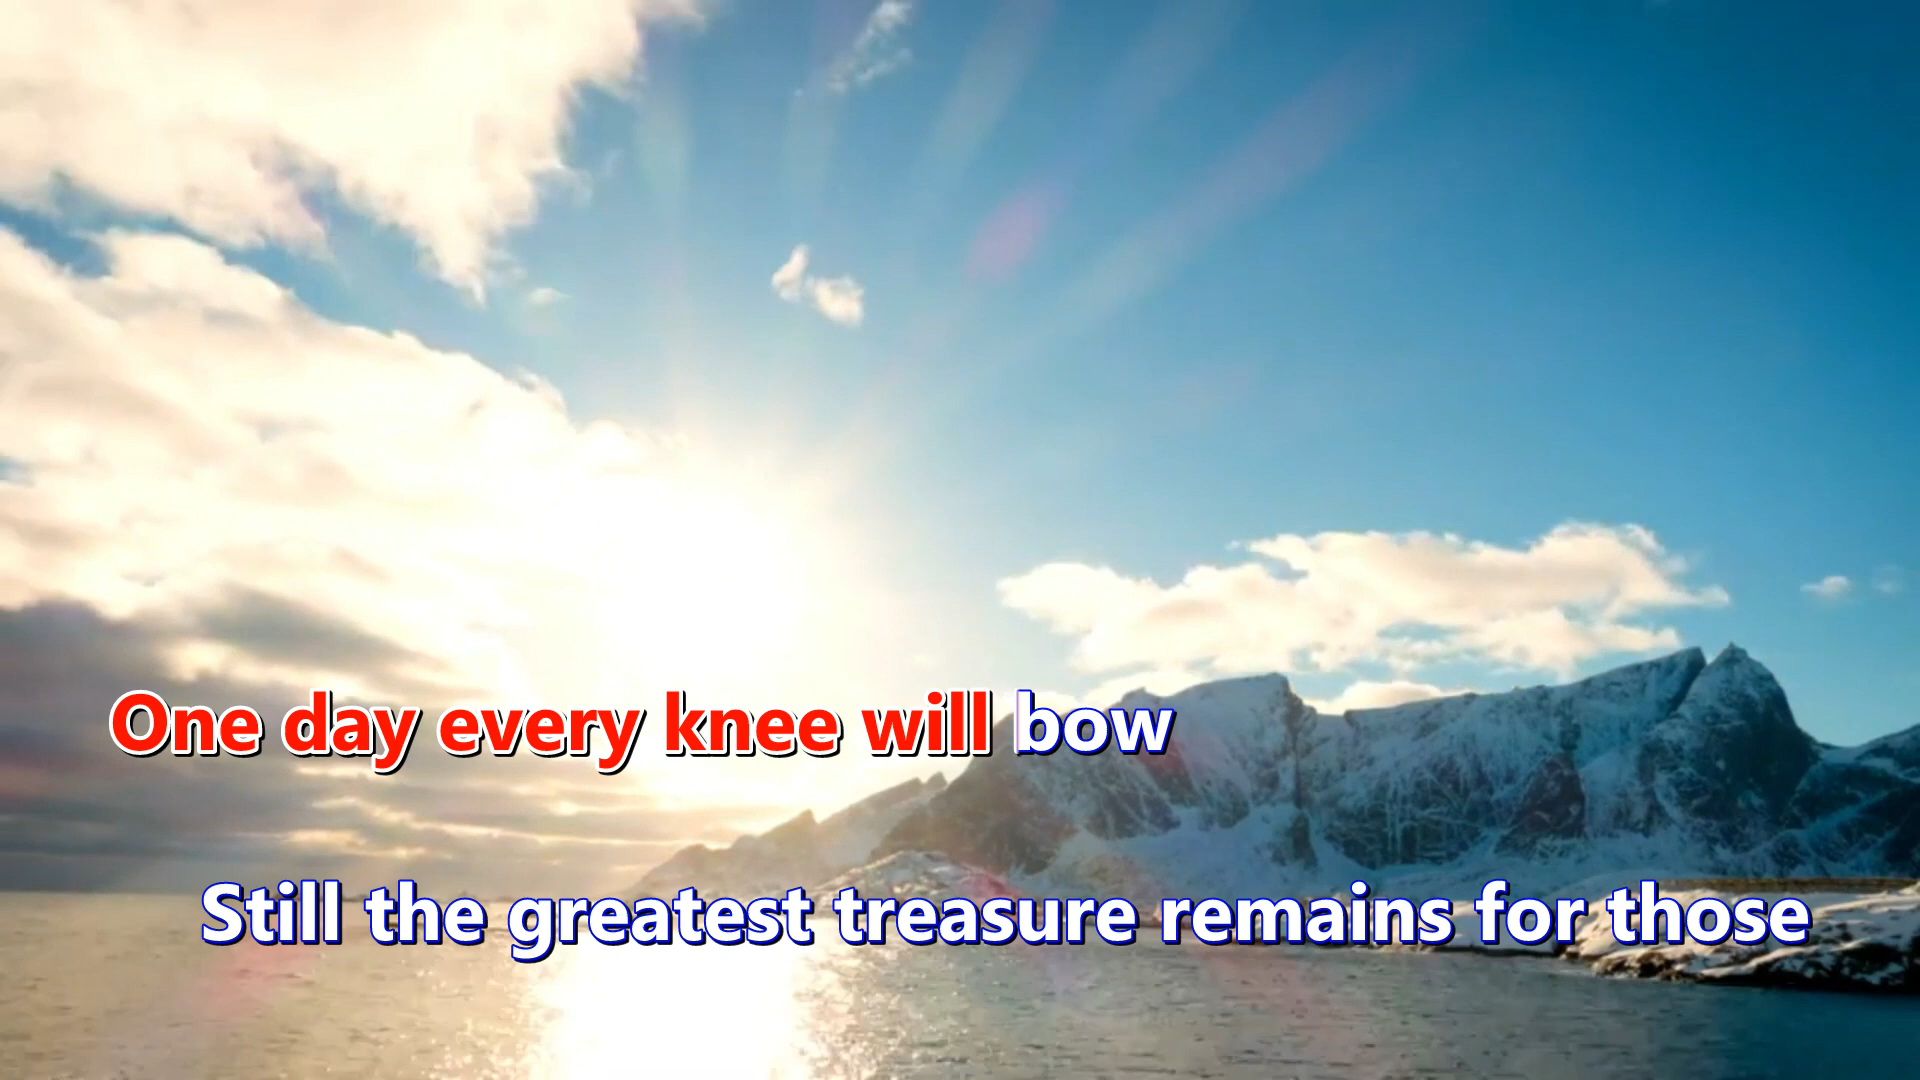 One day every knee will bow
Still the greatest treasure remains for those